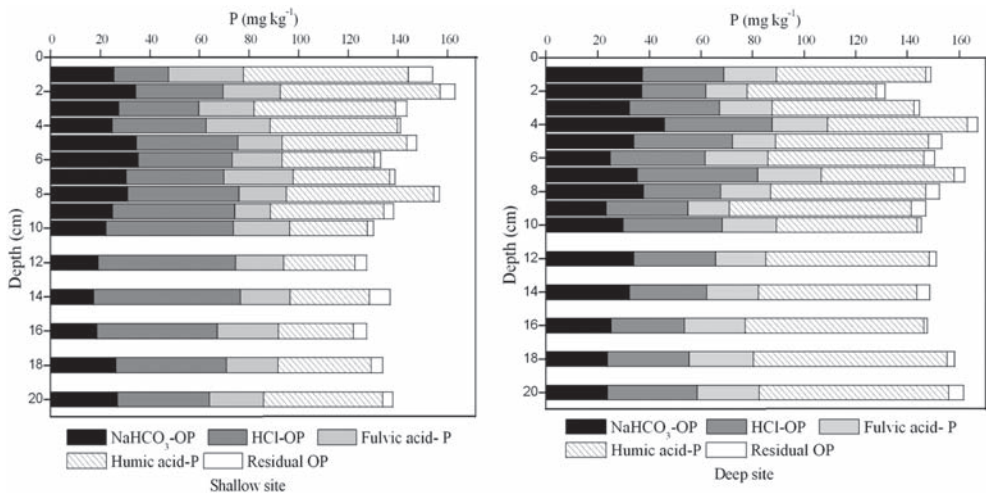 P (mg kg⁻¹)
0 20 40 60 80 100 120 140 160
Depth (cm)
0
2
4
6
8
10
12
14
16
18
20
NaHCO₃-OP HCl-OP Fulvic acid- P
Humic acid-P Residual OP
Shallow site
P (mg kg⁻¹)
0 20 40 60 80 100 120 140 160
Depth (cm)
0
2
4
6
8
10
12
14
16
18
20
NaHCO₃-OP HCl-OP Fulvic acid- P
Humic acid-P Residual OP
Deep site